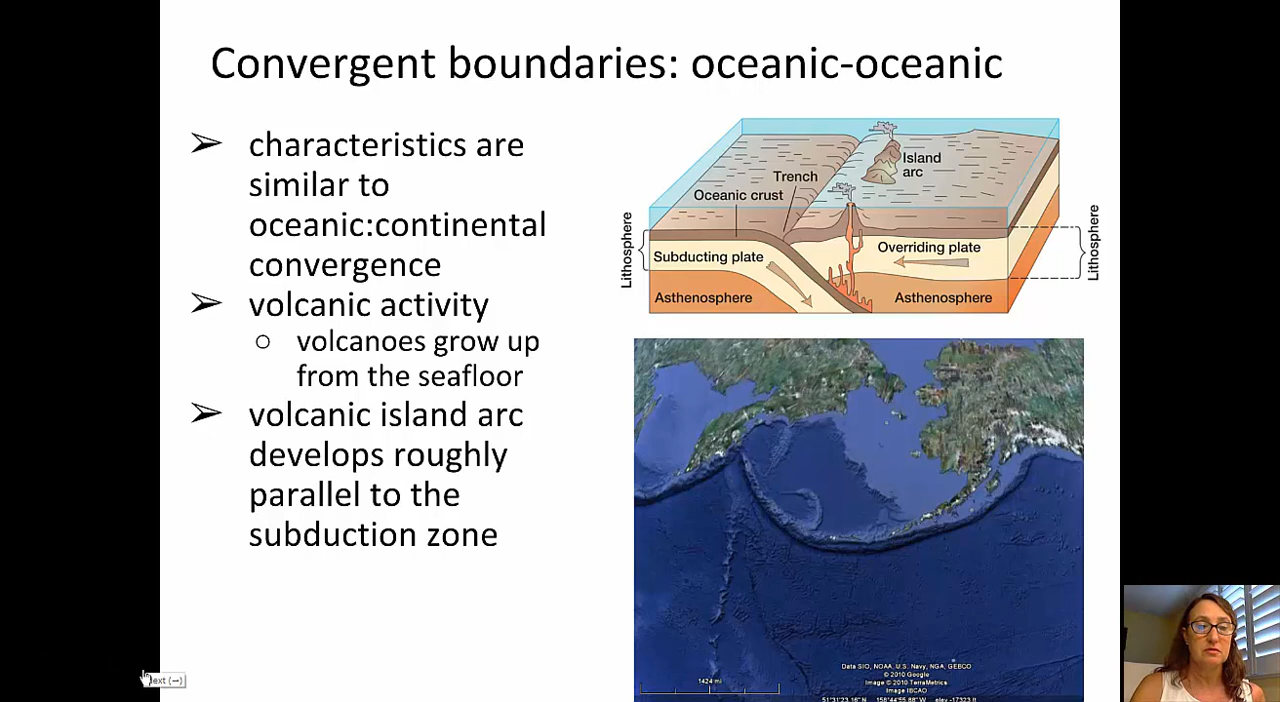 Convergent boundaries: oceanic-oceanic
➢ characteristics are
similar to
oceanic:continental
convergence
➢ volcanic activity
○ volcanoes grow up
from the seafloor
➢ volcanic island arc
develops roughly
parallel to the
subduction zone
Island
arc
Trench
Oceanic crust
Lithosphere
Subducting plate
Overriding plate
Lithosphere
Asthenosphere
Asthenosphere
Data SIO, NOAA, U.S. Navy, NGA, GEBCO
© 2010 Google
Image © 2010 TerraMetrics
Image IBCAO
1424 mi